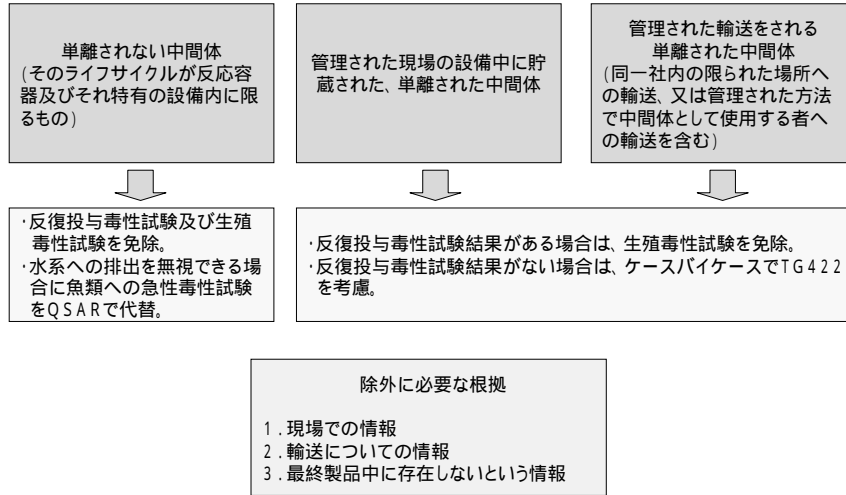 単離されない中間体
(そのライフサイクルが反応容
器及びそれ特有の設備内に限
るもの)
管理された現場の設備中に貯
蔵された、単離された中間体
管理された輸送をされる
単離された中間体
(同一社内の限られた場所へ
の輸送、又は管理された方法
で中間体として使用する者へ
の輸送を含む)
・反復投与毒性試験及び生殖
毒性試験を免除。
・水系への排出を無視できる場
合に魚類への急性毒性試験
をQSARで代替。
・反復投与毒性試験結果がある場合は、生殖毒性試験を免除。
・反復投与毒性試験結果がない場合は、ケースバイケースでTG422
を考慮。
除外に必要な根拠
1.現場での情報
2.輸送についての情報
3.最終製品中に存在しないという情報